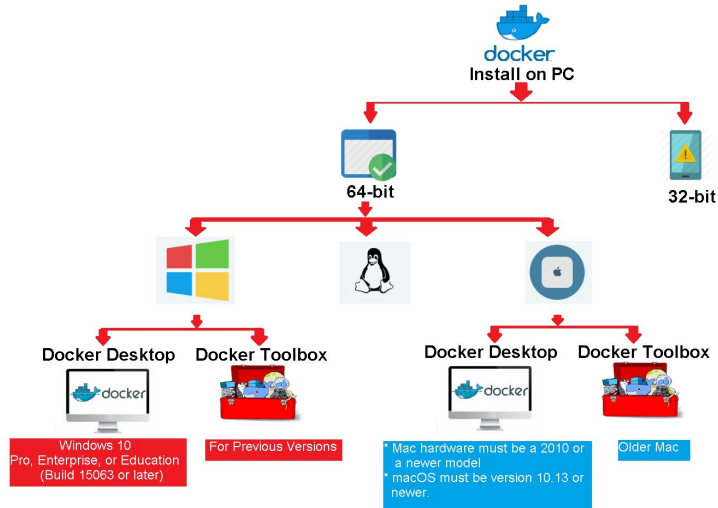 docker
Install on PC
64-bit
32-bit
Docker Desktop
Docker Toolbox
docker
Windows 10
Pro, Enterprise, or Education
(Build 15063 or later)
For Previous Versions
Docker Desktop
Docker Toolbox
docker
* Mac hardware must be a 2010 or
a newer model
* macOS must be version 10.13 or
newer.
Older Mac